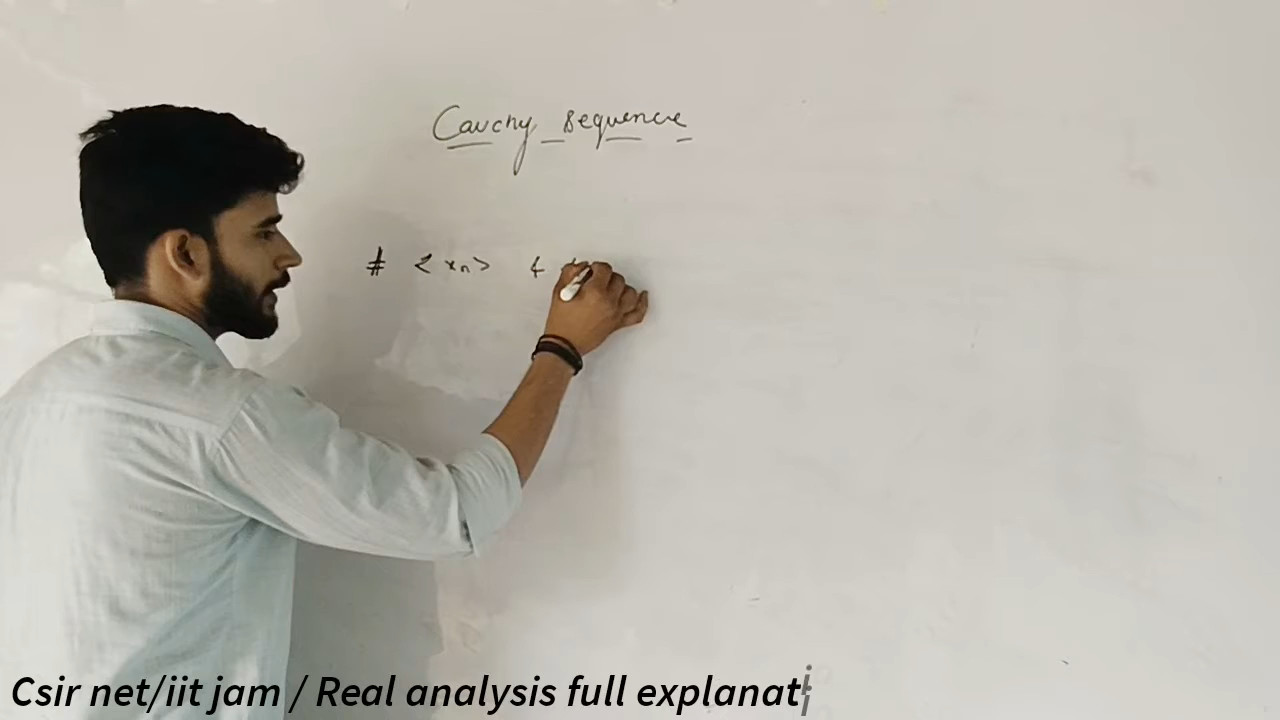 Cauchy sequence
# < xn >
Csir net/iit jam / Real analysis full explanati